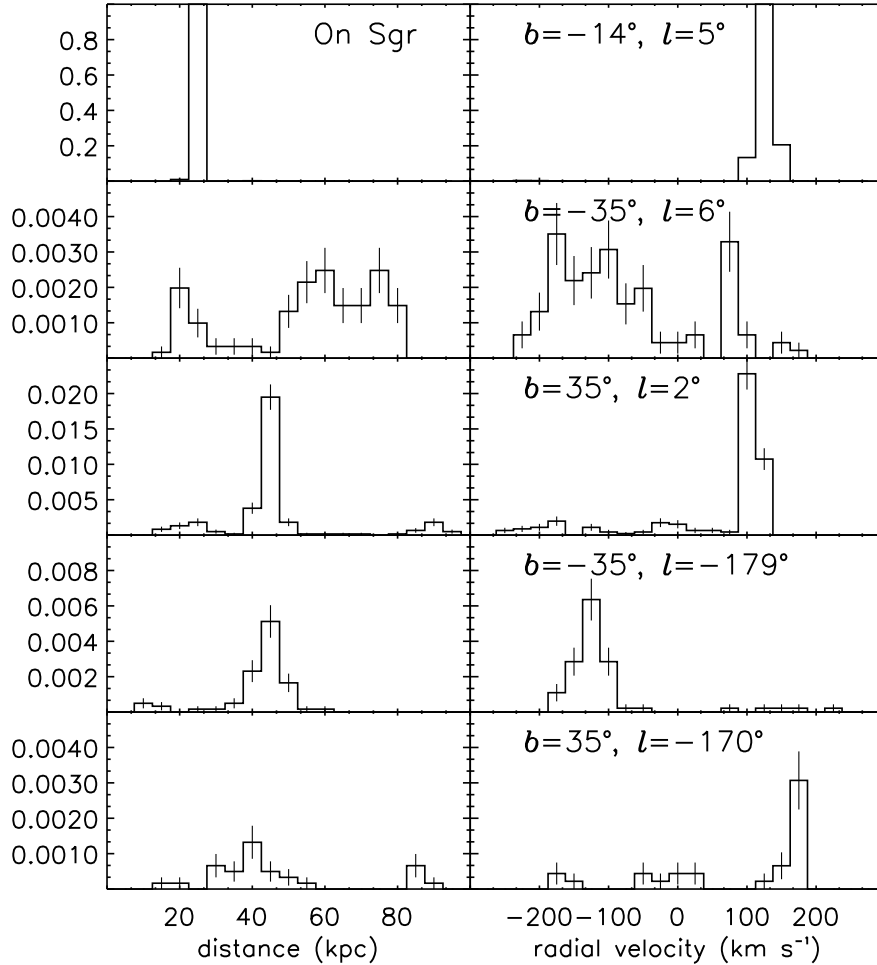 0.8
0.6
0.4
0.2
On Sgr
b=−14°, l=5°
0.0040
0.0030
0.0020
0.0010
b=−35°, l=6°
0.020
0.015
0.010
0.005
b=35°, l=2°
0.008
0.006
0.004
0.002
b=−35°, l=−179°
0.0040
0.0030
0.0020
0.0010
b=35°, l=−170°
20 40 60 80
−200 −100 0 100 200
distance (kpc)
radial velocity (km s⁻¹)